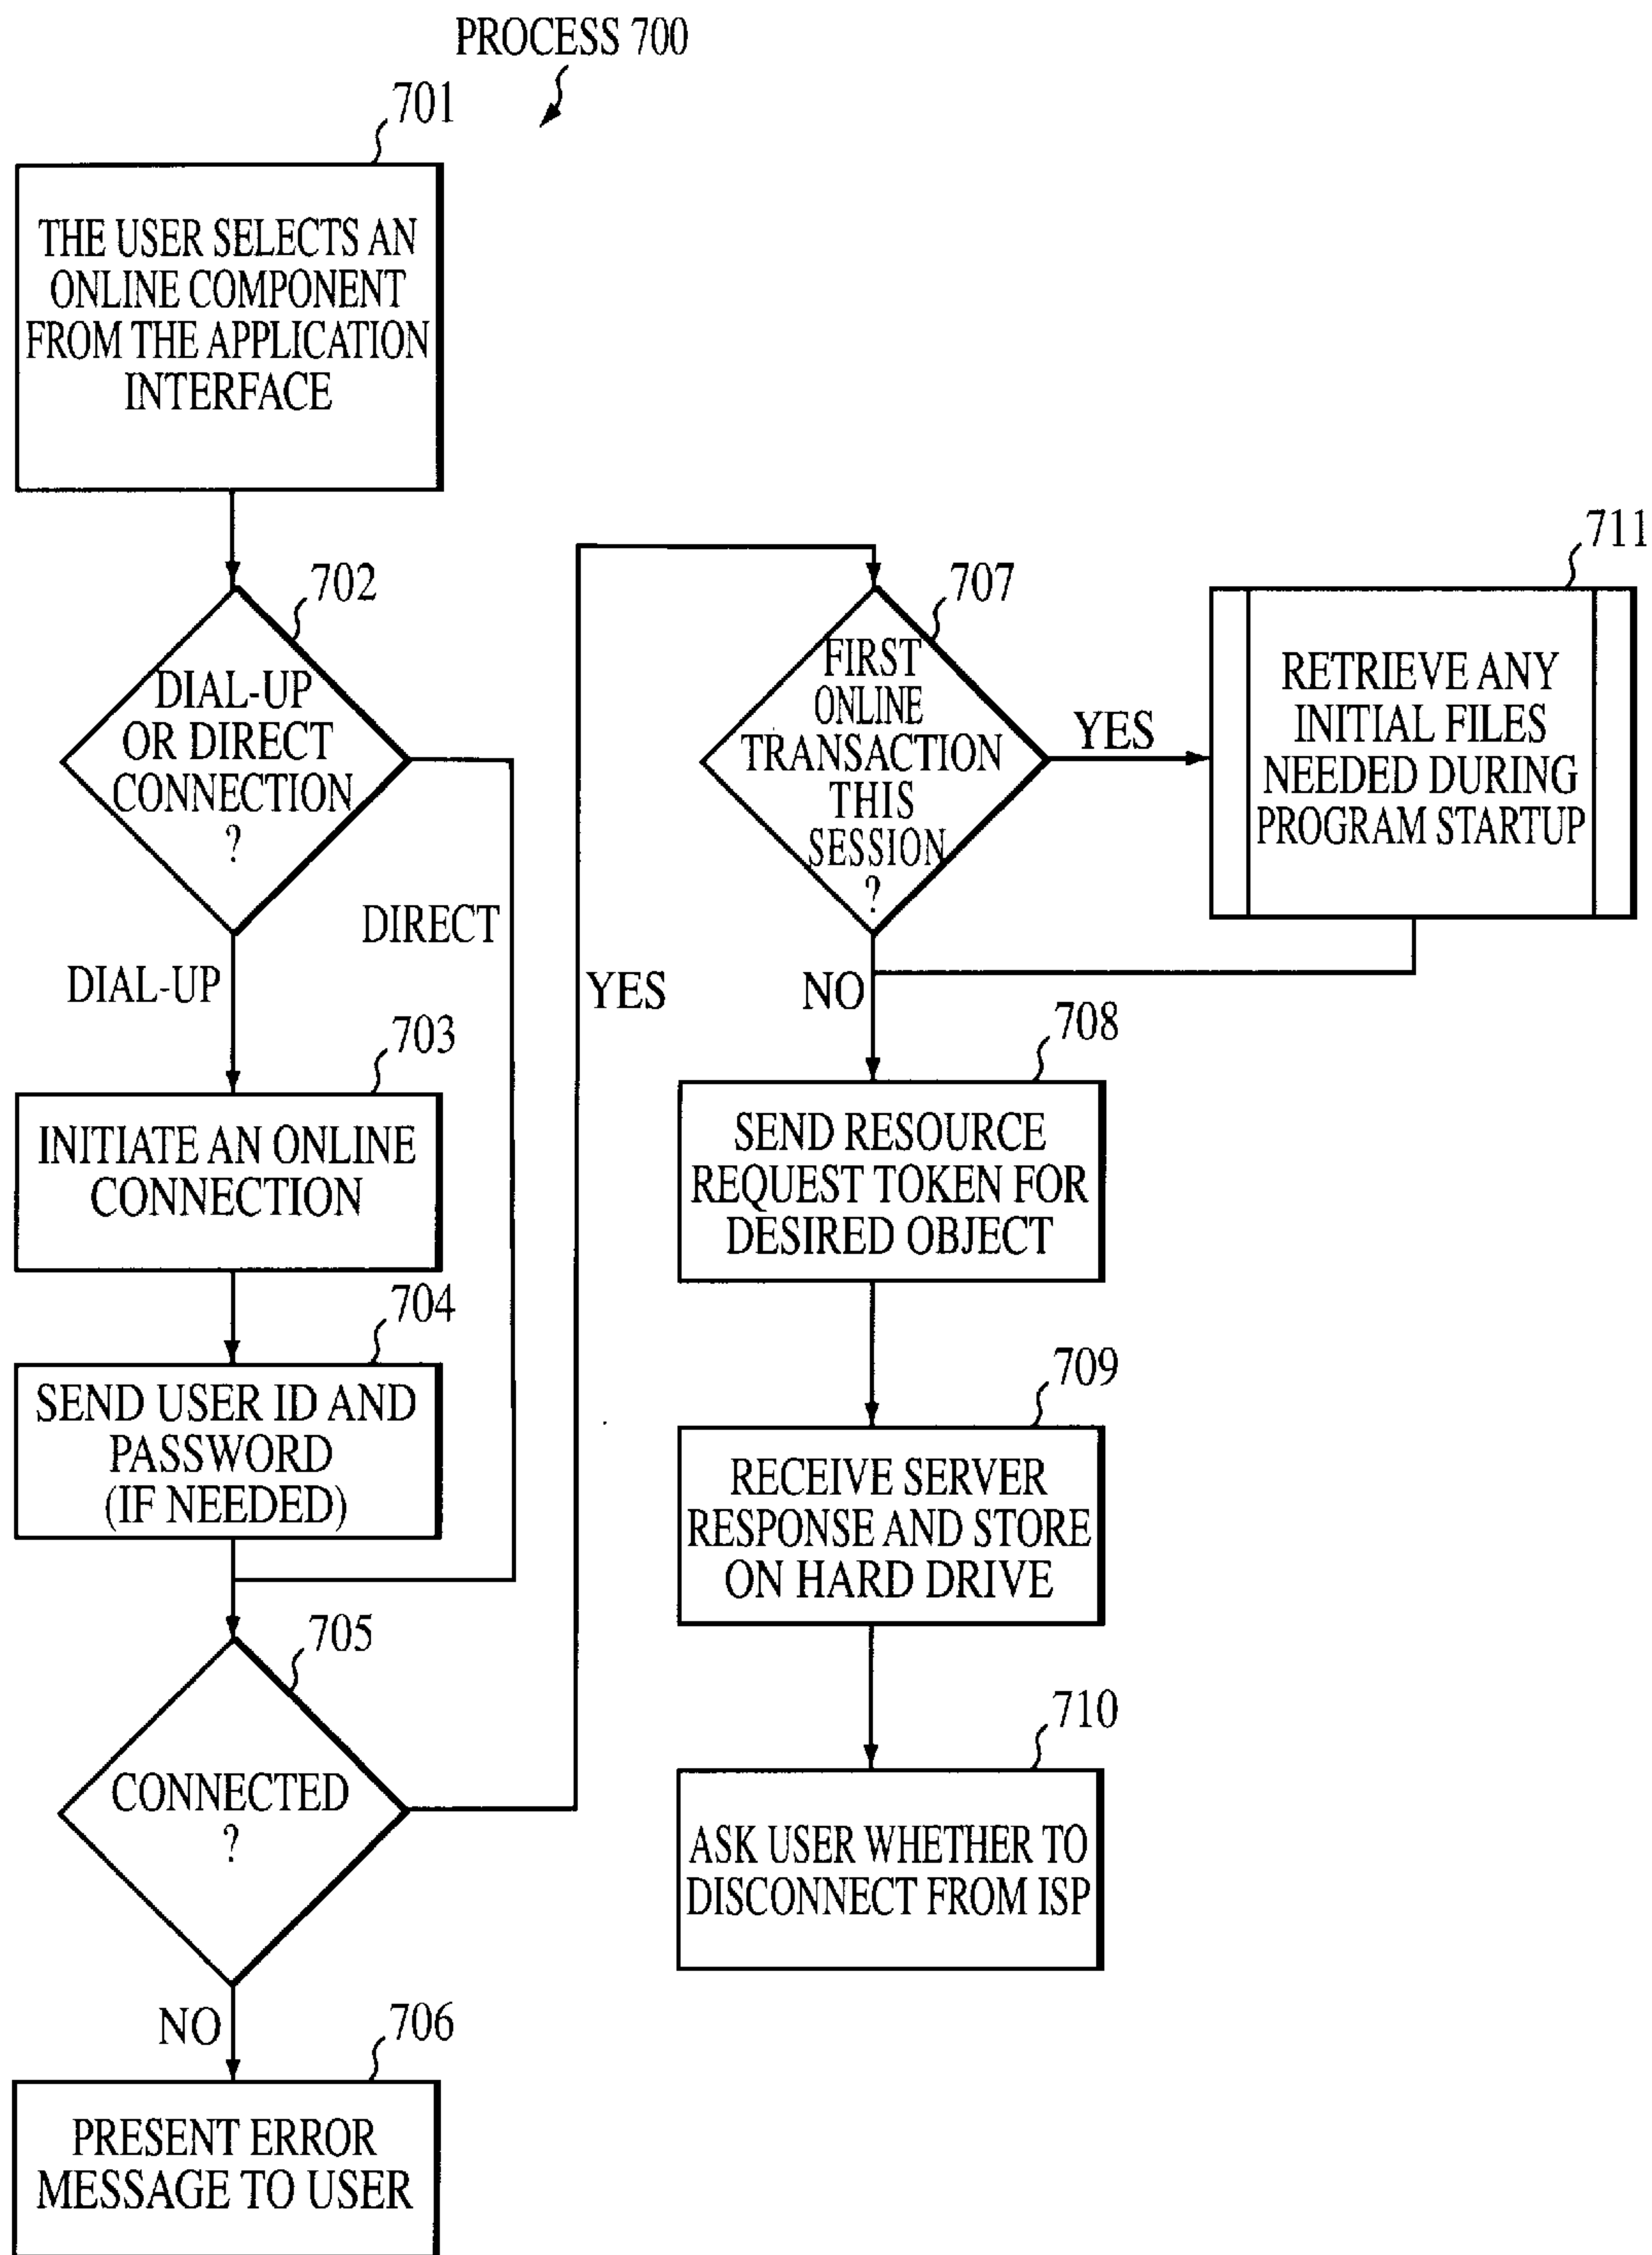 PROCESS 700
701
THE USER SELECTS AN
ONLINE COMPONENT
FROM THE APPLICATION
INTERFACE
702
DIAL-UP
OR DIRECT
CONNECTION
?
DIRECT
DIAL-UP
703
INITIATE AN ONLINE
CONNECTION
704
SEND USER ID AND
PASSWORD
(IF NEEDED)
705
CONNECTED
?
YES
NO
706
PRESENT ERROR
MESSAGE TO USER
707
FIRST
ONLINE
TRANSACTION
THIS
SESSION
?
YES
711
RETRIEVE ANY
INITIAL FILES
NEEDED DURING
PROGRAM STARTUP
NO
708
SEND RESOURCE
REQUEST TOKEN FOR
DESIRED OBJECT
709
RECEIVE SERVER
RESPONSE AND STORE
ON HARD DRIVE
710
ASK USER WHETHER TO
DISCONNECT FROM ISP